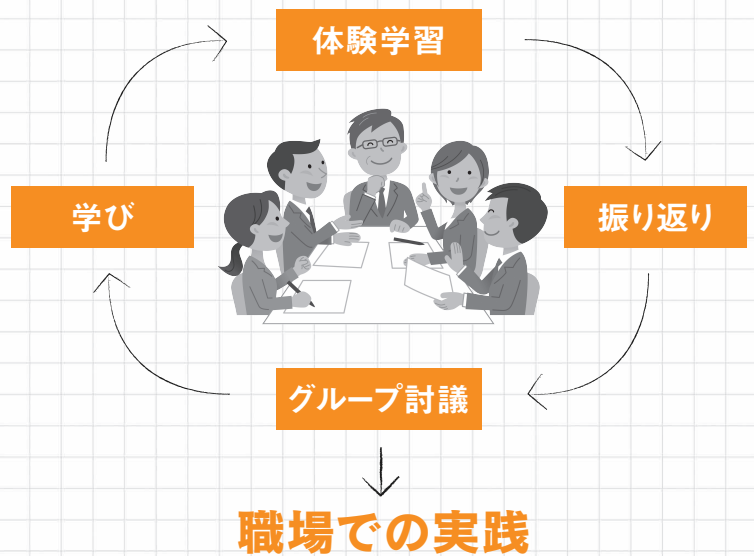 体験学習
学び
振り返り
グループ討議
職場での実践